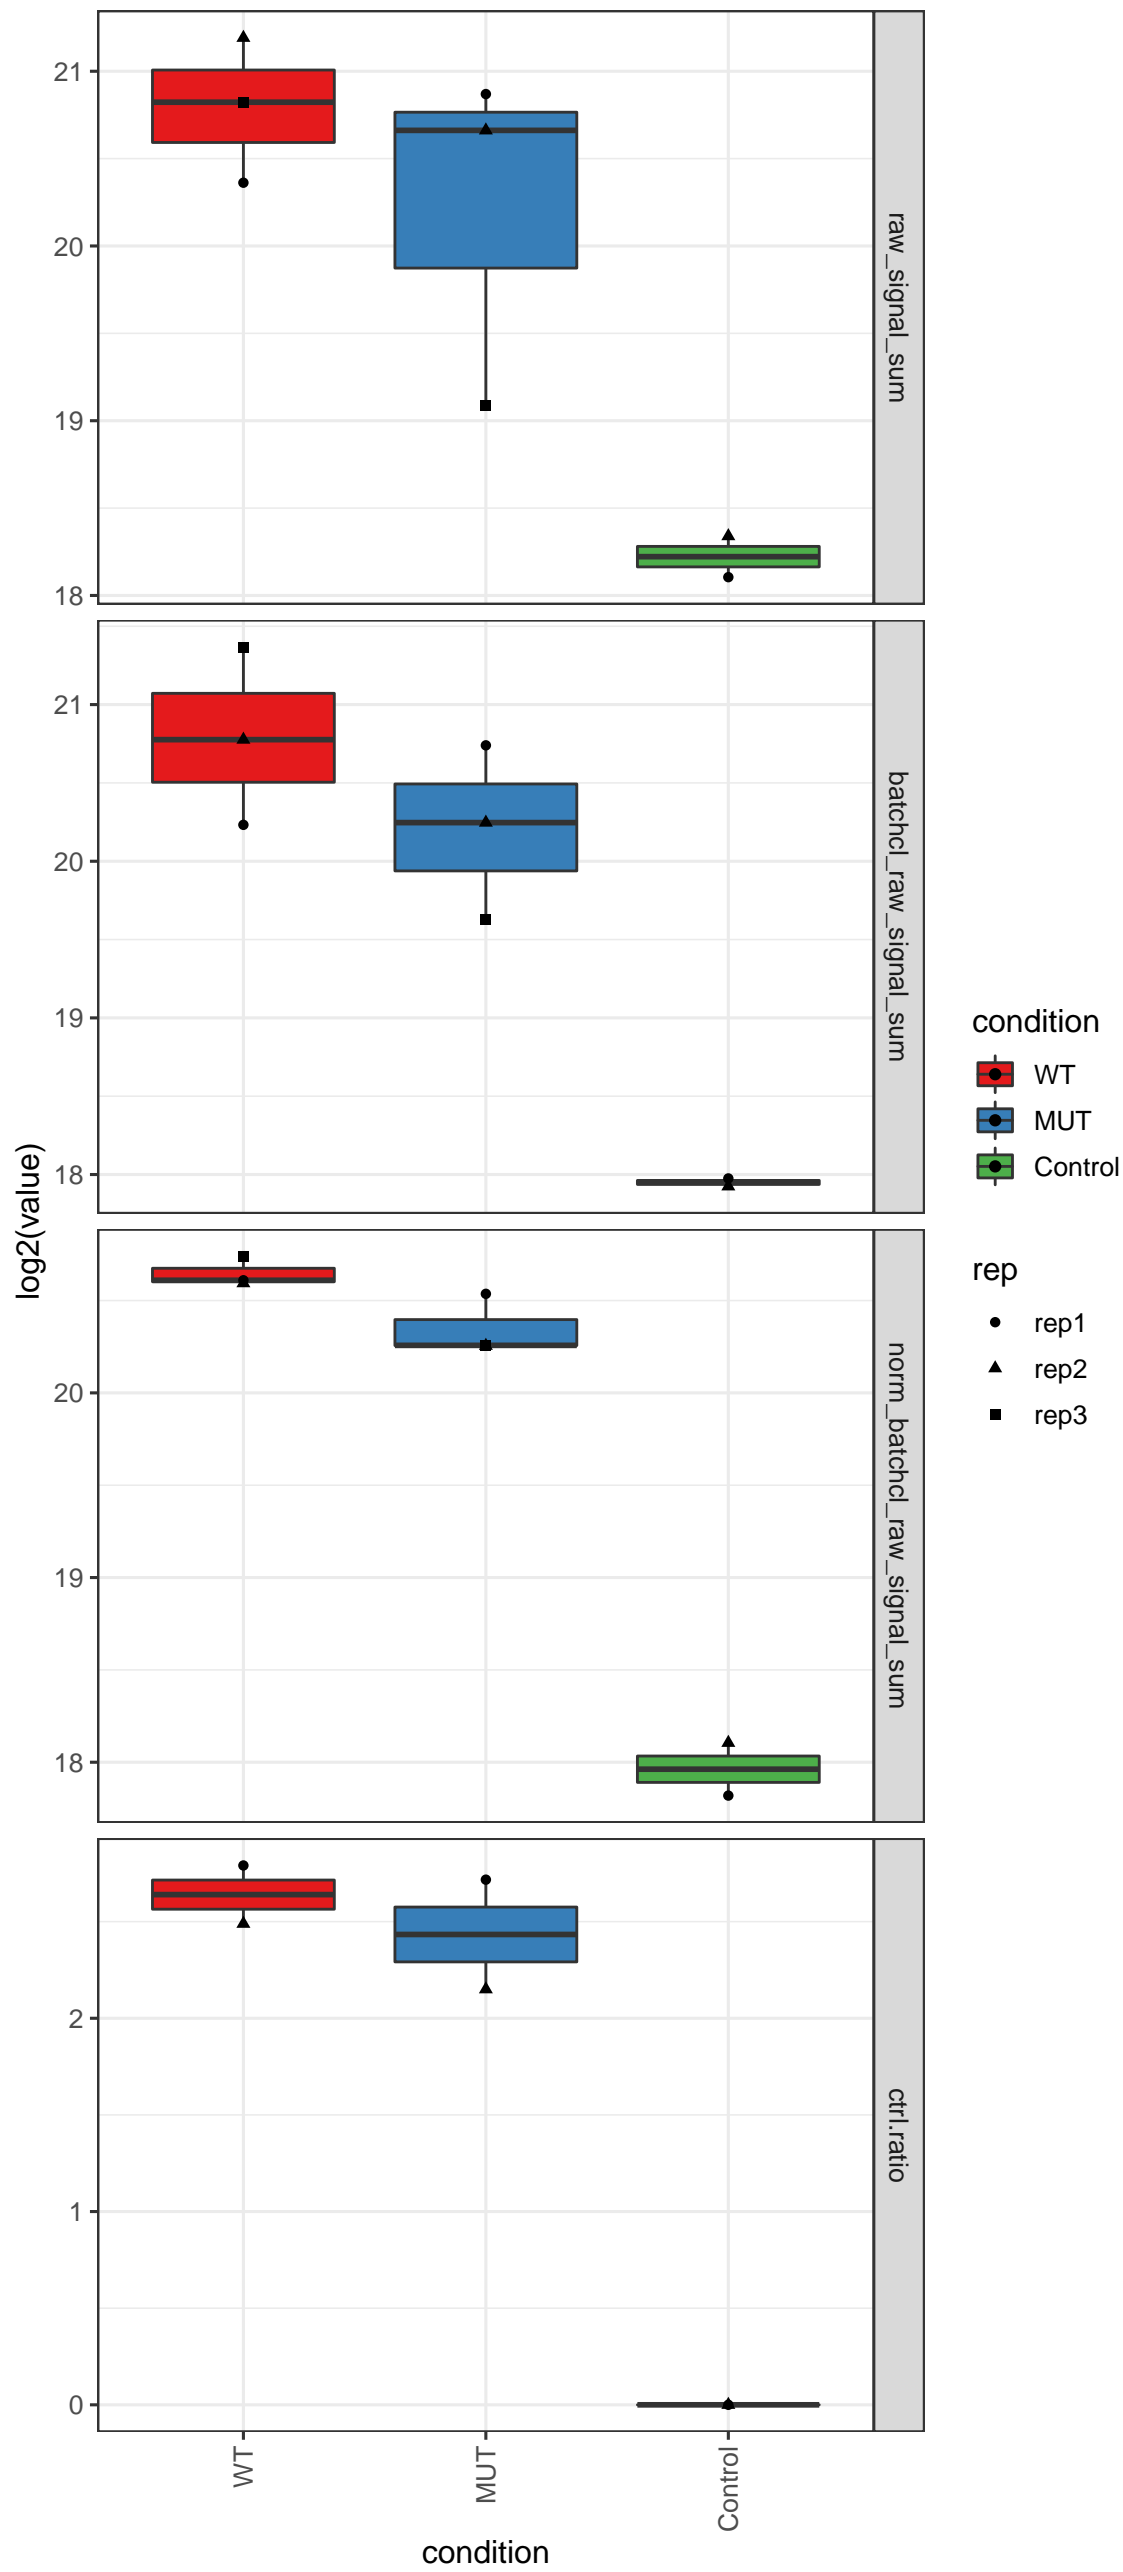 log2(value)
21
20
19
18
raw_signal_sum
21
20
19
18
batchcl_raw_signal_sum
20
19
18
norm_batchcl_raw_signal_sum
2
1
0
ctrl.ratio
WT
MUT
Control
condition
condition
WT
MUT
Control
rep
rep1
rep2
rep3